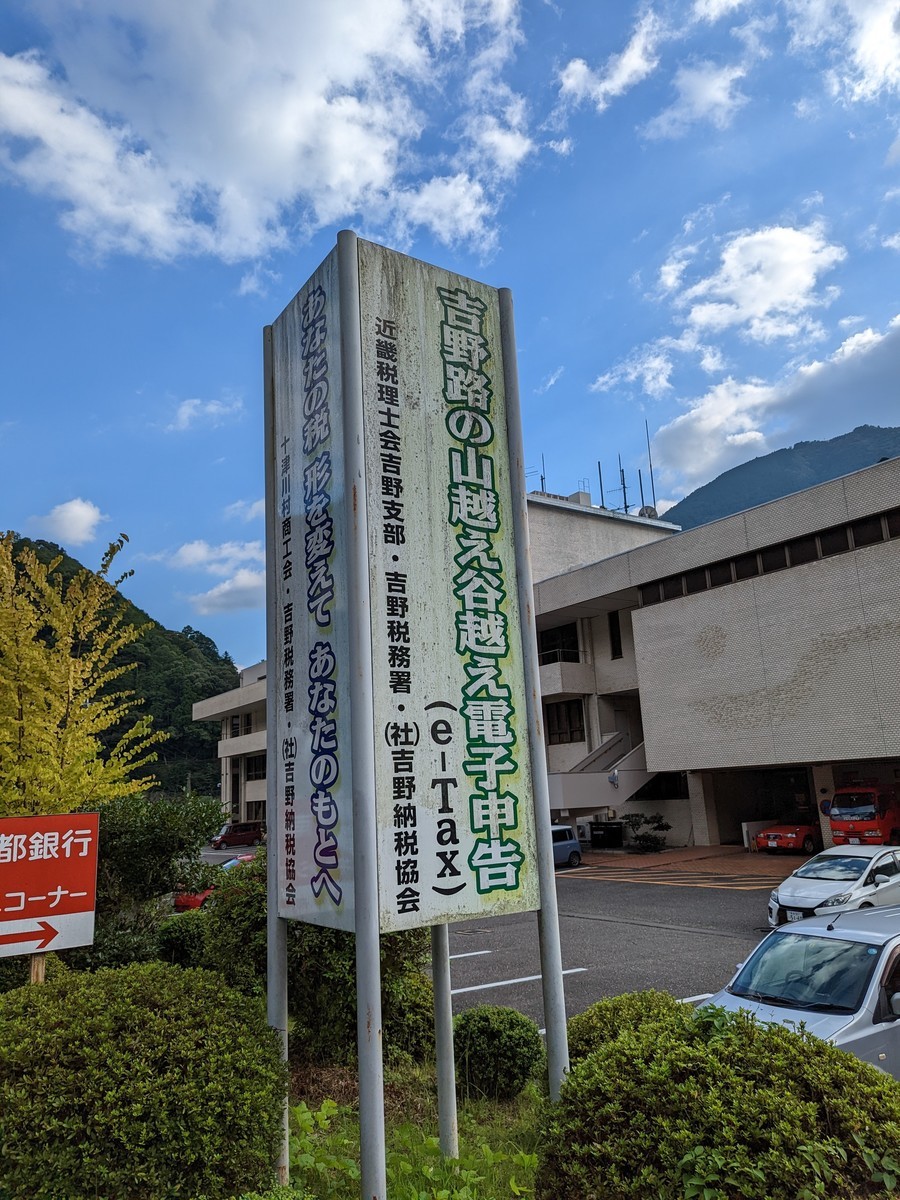 吉野路の山越え谷越え電子申告
(e-Tax)
近畿税理士会吉野支部・吉野税務署・(社)吉野納税協会
あなたの税 形を変えて あなたのもとへ
十津川村商工会・吉野税務署・(社)吉野納税協会
都銀行
コーナー